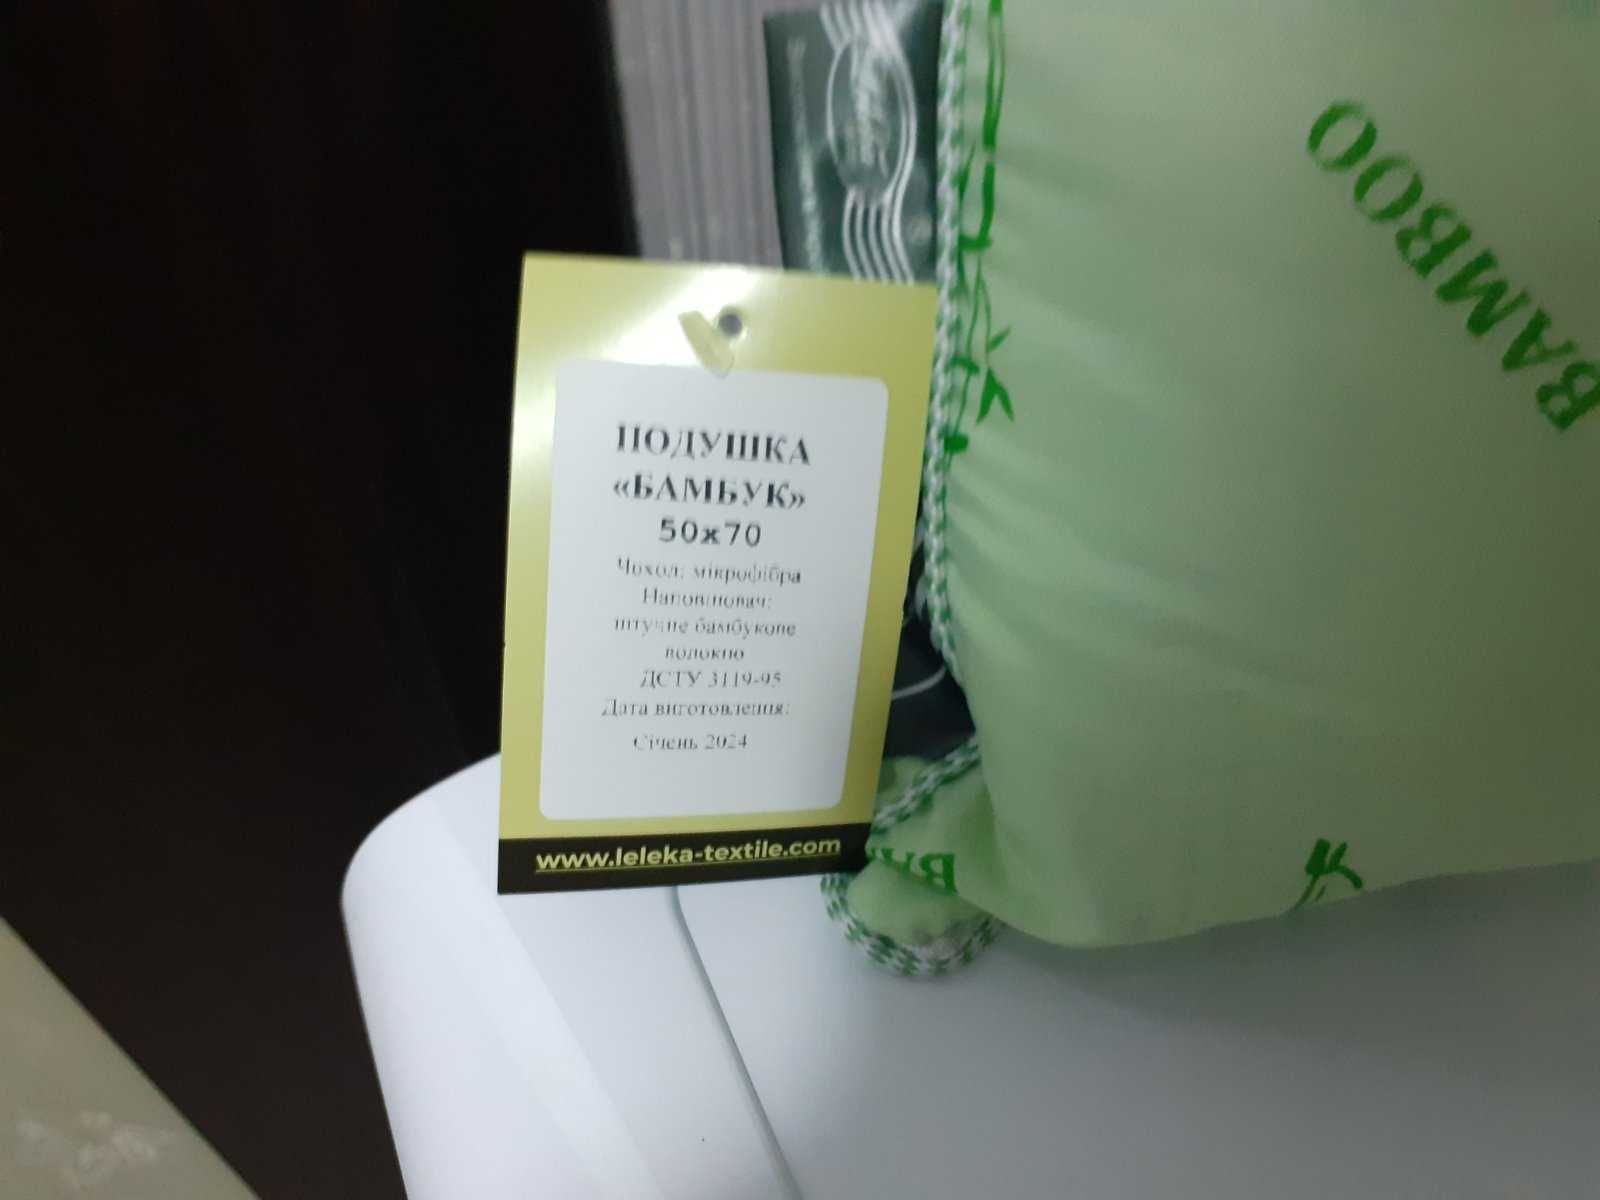 BAMBOO
ПОДУШКА
«БАМБУК»
50x70
Чохол: мікрофібра
Наповнювач:
штучне бамбукове
волокно
ДСТУ 3119-95
Дата виготовлення:
Січень 2024
www.leleka-textile.com